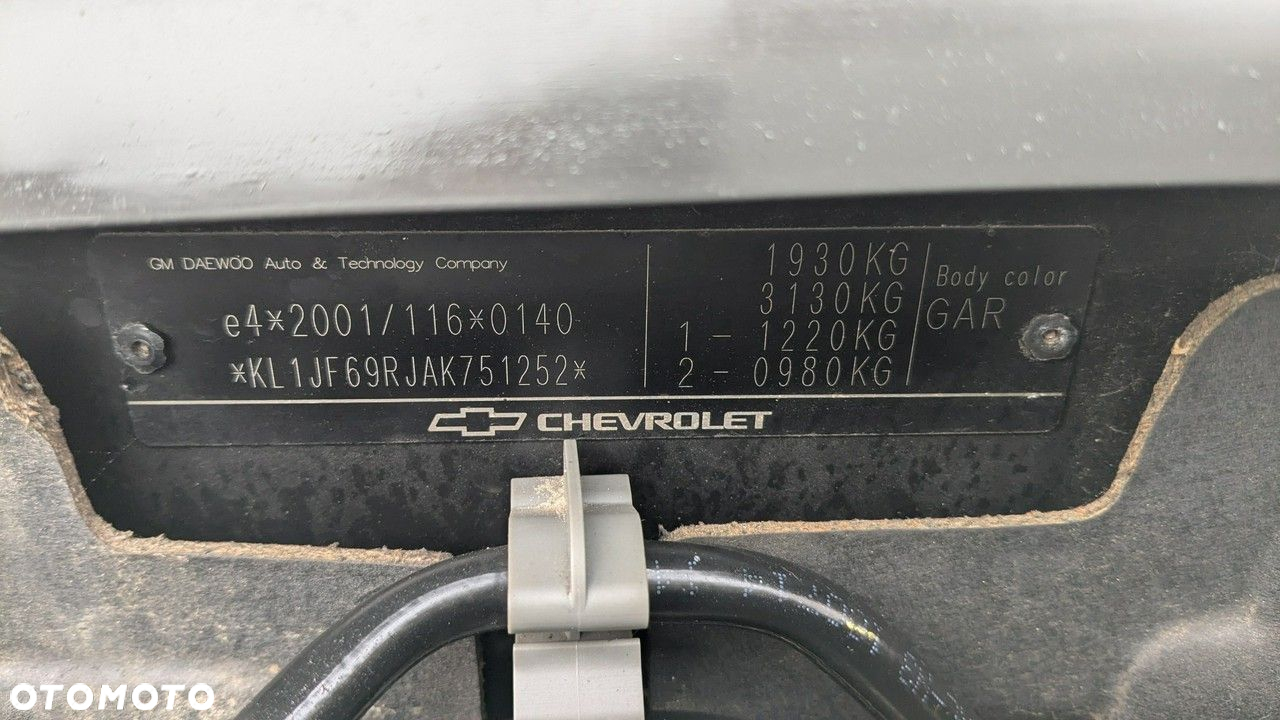 GM DAEWOO Auto & Technology Company
e4*2001/116*0140
*KL1JF69RJAK751252*
1930KG
3130KG
1 - 1220KG
2 - 0980KG
Body color
GAR
CHEVROLET
OTOMOTO